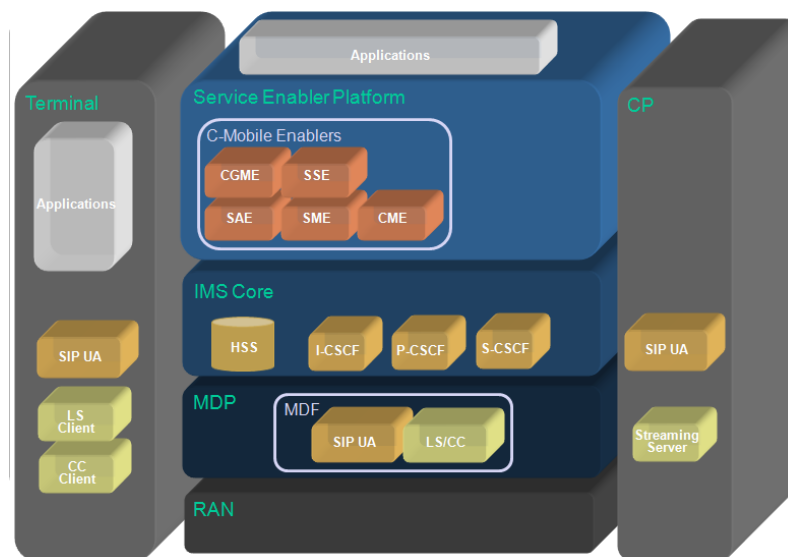 Applications
Terminal
Service Enabler Platform
CP
C-Mobile Enablers
CGME
SSE
Applications
SAE
SME
CME
IMS Core
HSS
I-CSCF
P-CSCF
S-CSCF
SIP UA
SIP UA
MDP
MDF
LS
Client
SIP UA
LS/CC
Streaming
Server
CC
Client
RAN